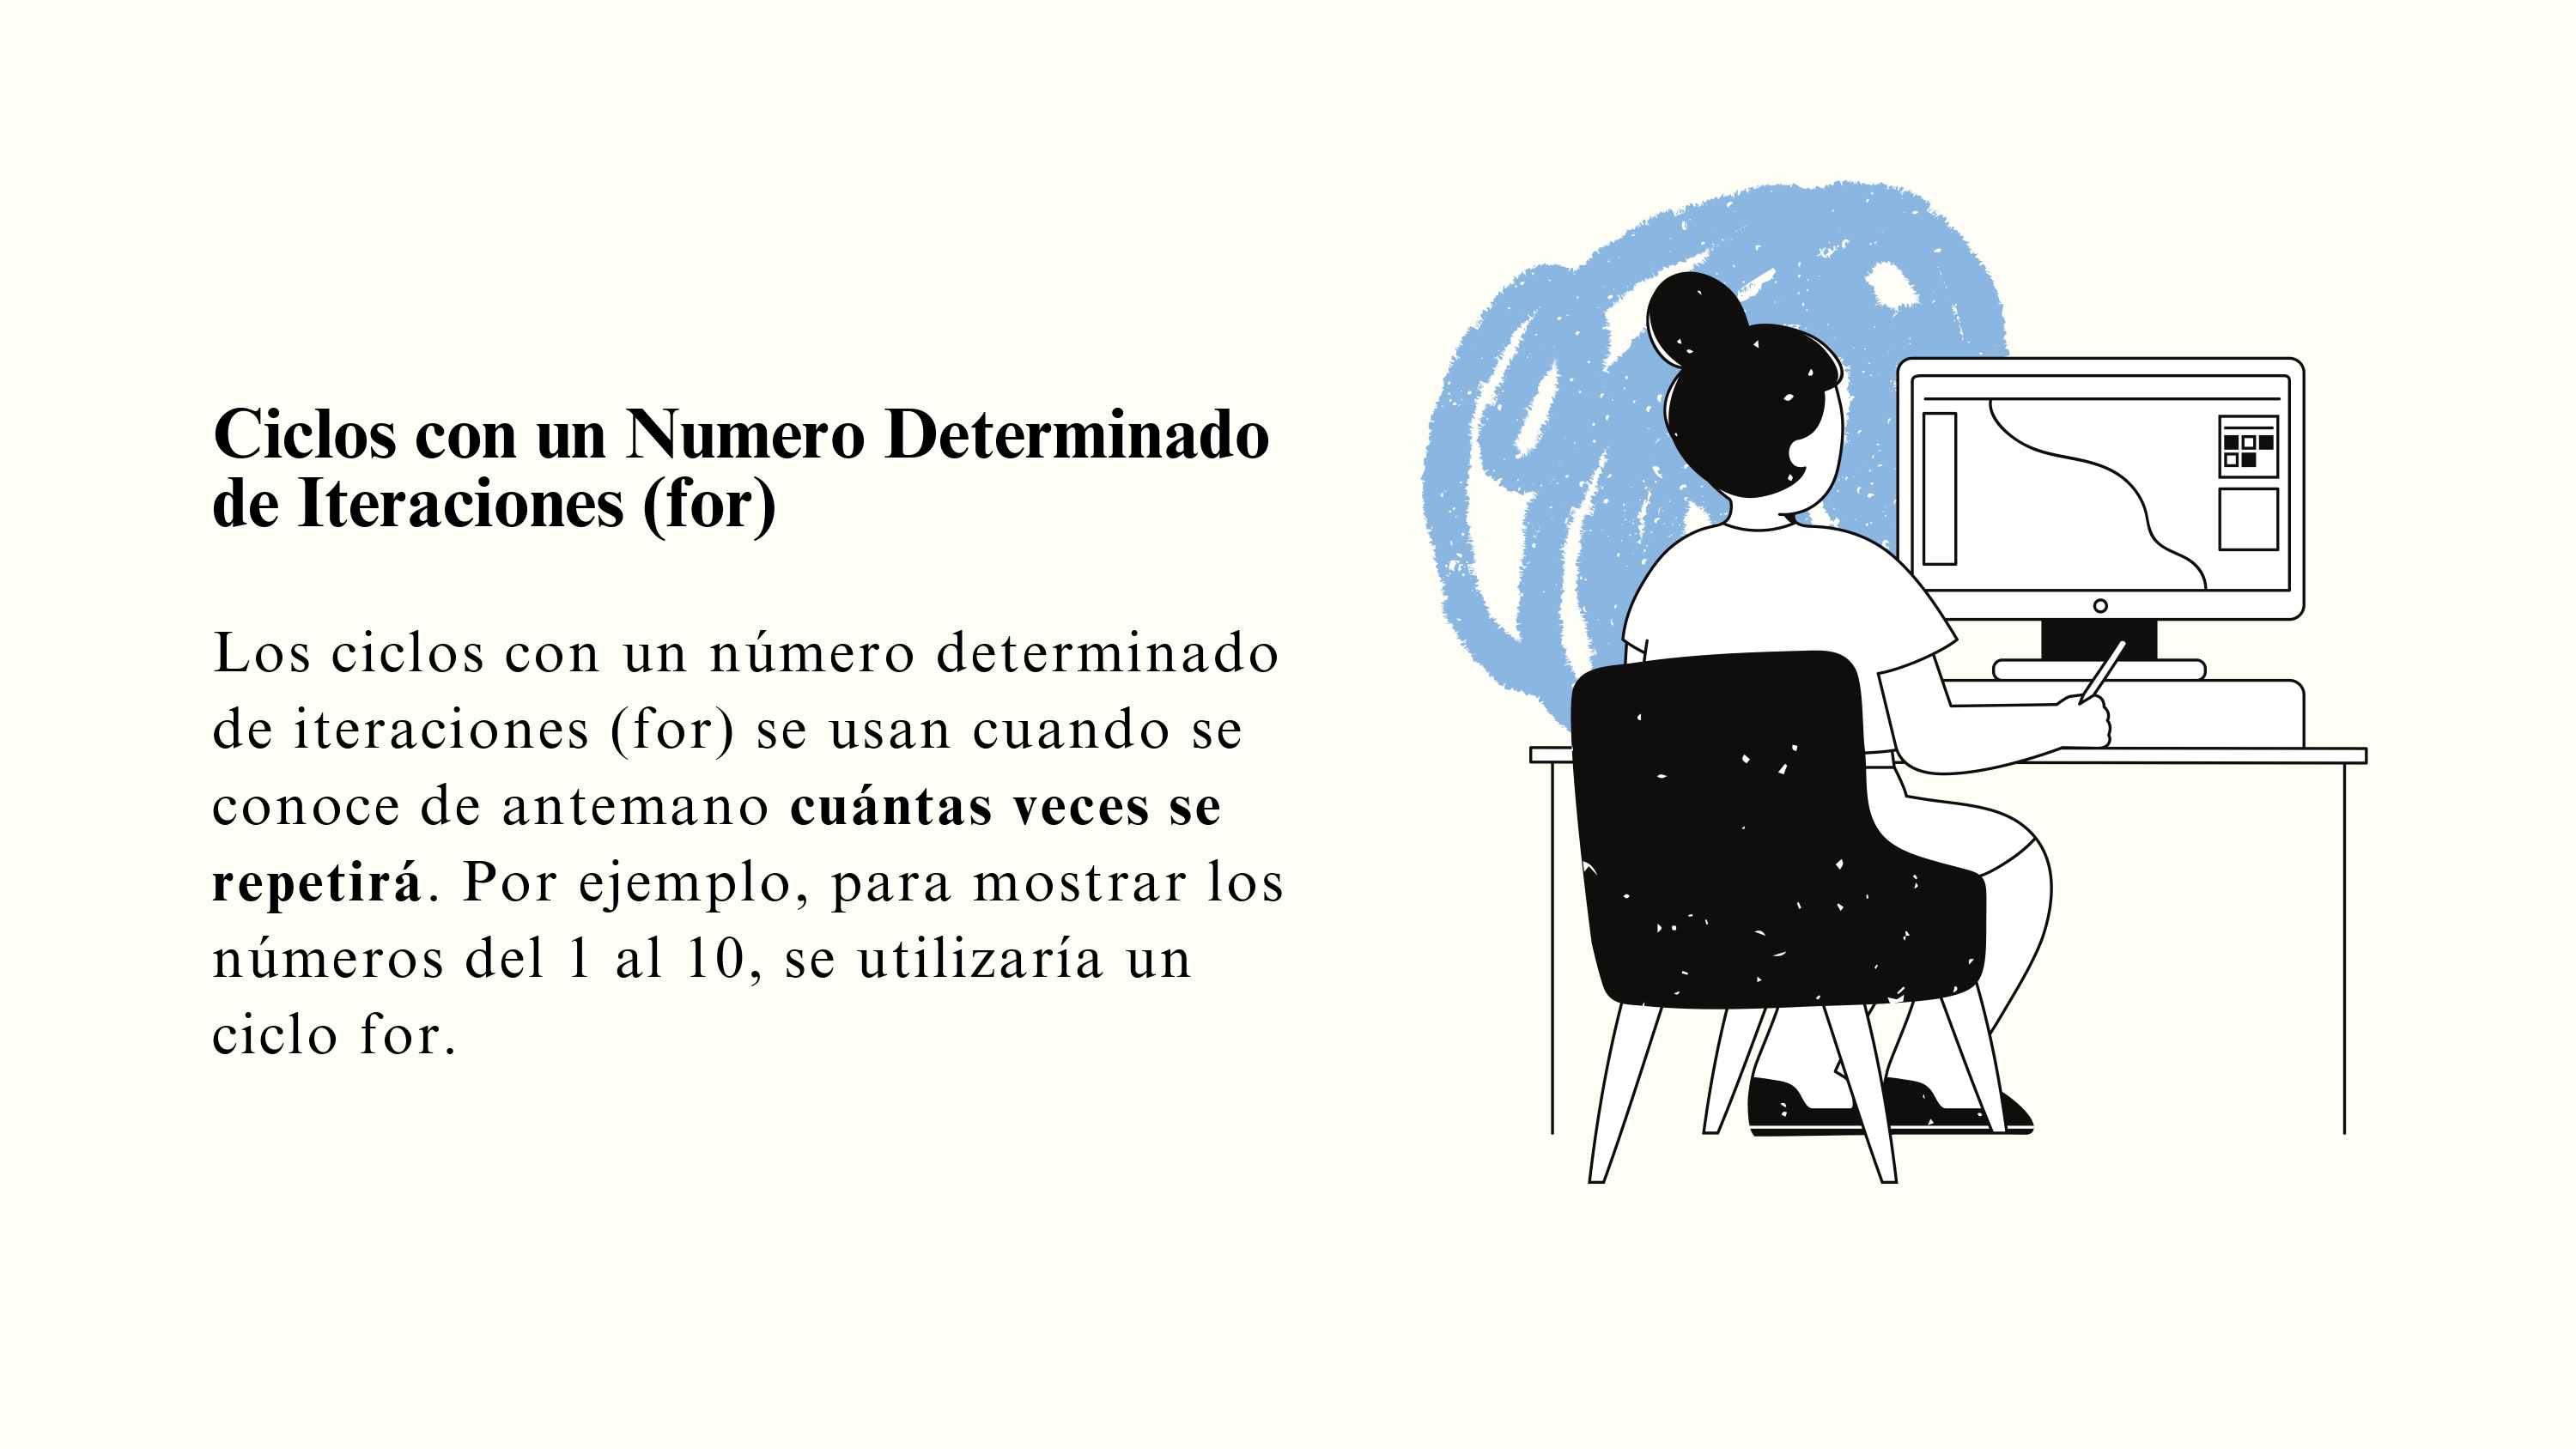 Ciclos con un Numero Determinado
de Iteraciones (for)
Los ciclos con un número determinado
de iteraciones (for) se usan cuando se
conoce de antemano cuántas veces se
repetirá. Por ejemplo, para mostrar los
números del 1 al 10, se utilizaría un
ciclo for.